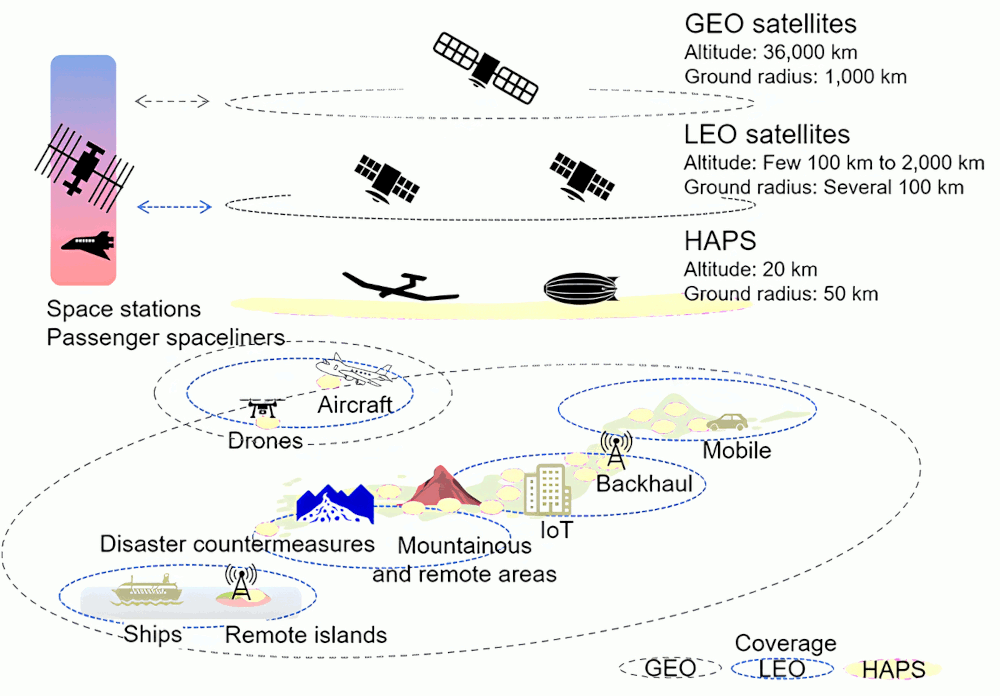 GEO satellites
Altitude: 36,000 km
Ground radius: 1,000 km
LEO satellites
Altitude: Few 100 km to 2,000 km
Ground radius: Several 100 km
HAPS
Altitude: 20 km
Ground radius: 50 km
Space stations
Passenger spaceliners
Aircraft
Drones
Mobile
Backhaul
IoT
Disaster countermeasures
Mountainous
and remote areas
Ships
Remote islands
Coverage
GEO
LEO
HAPS